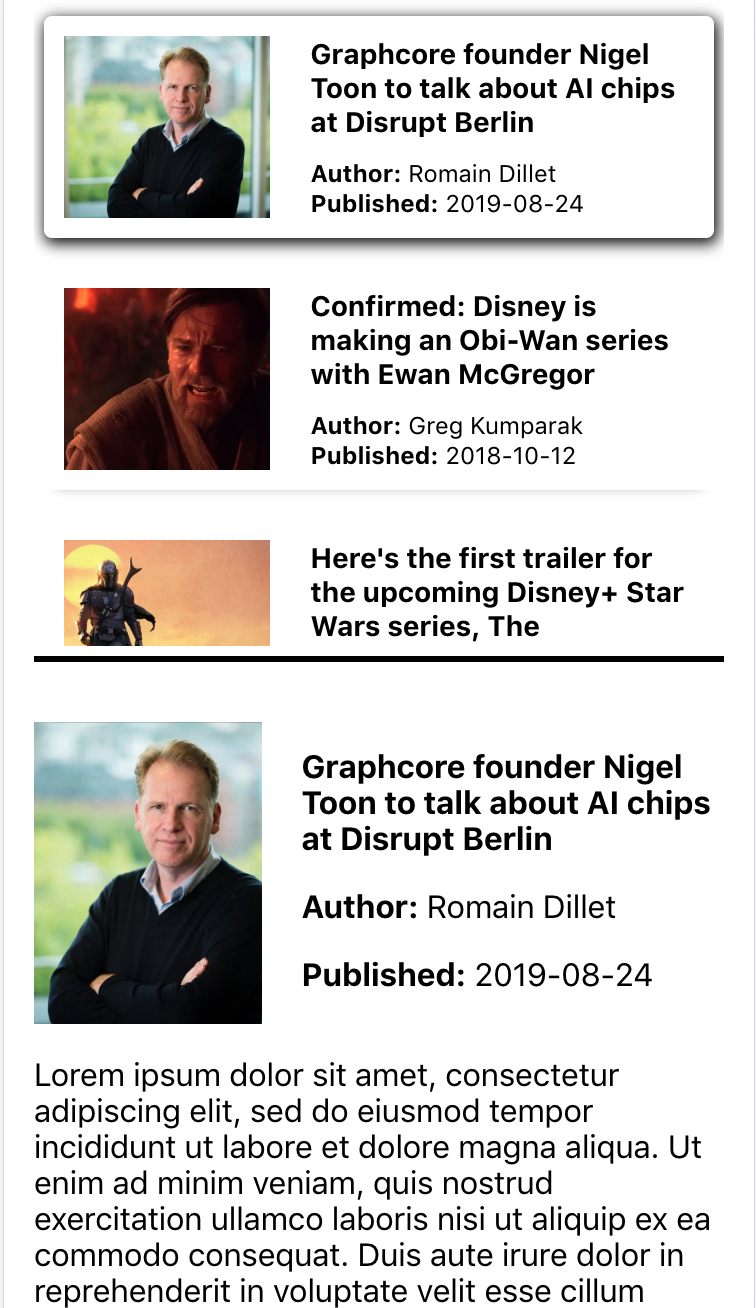 Graphcore founder Nigel
Toon to talk about AI chips
at Disrupt Berlin
Author: Romain Dillet
Published: 2019-08-24
Confirmed: Disney is
making an Obi-Wan series
with Ewan McGregor
Author: Greg Kumparak
Published: 2018-10-12
Here's the first trailer for
the upcoming Disney+ Star
Wars series, The
Graphcore founder Nigel
Toon to talk about AI chips
at Disrupt Berlin
Author: Romain Dillet
Published: 2019-08-24
Lorem ipsum dolor sit amet, consectetur
adipiscing elit, sed do eiusmod tempor
incididunt ut labore et dolore magna aliqua. Ut
enim ad minim veniam, quis nostrud
exercitation ullamco laboris nisi ut aliquip ex ea
commodo consequat. Duis aute irure dolor in
reprehenderit in voluptate velit esse cillum